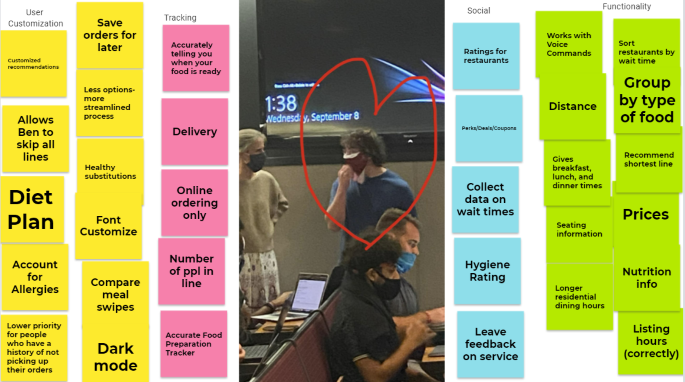 User
Customization
Customized
recommendations
Allows
Ben to
skip all
lines
Diet
Plan
Account
for
Allergies
Lower priority
for people
who have a
history of not
picking up
their orders
Save
orders for
later
Less options-
more
streamlined
process
Healthy
substitutions
Font
Customize
Compare
meal
swipes
Dark
mode
Tracking
Accurately
telling you
when your
food is ready
Delivery
Online
ordering
only
Number
of ppl in
line
Accurate Food
Preparation
Tracker
1:38
Wednesday, September 8
Social
Ratings for
restaurants
Perks/Deals/Coupons
Collect
data on
wait times
Hygiene
Rating
Leave
feedback
on service
Functionality
Works with
Voice
Commands
Distance
Gives
breakfast,
lunch, and
dinner times
Seating
information
Longer
residential
dining hours
Sort
restaurants by
wait time
Group
by type
of food
Recommend
shortest line
Prices
Nutrition
info
Listing
hours
(correctly)